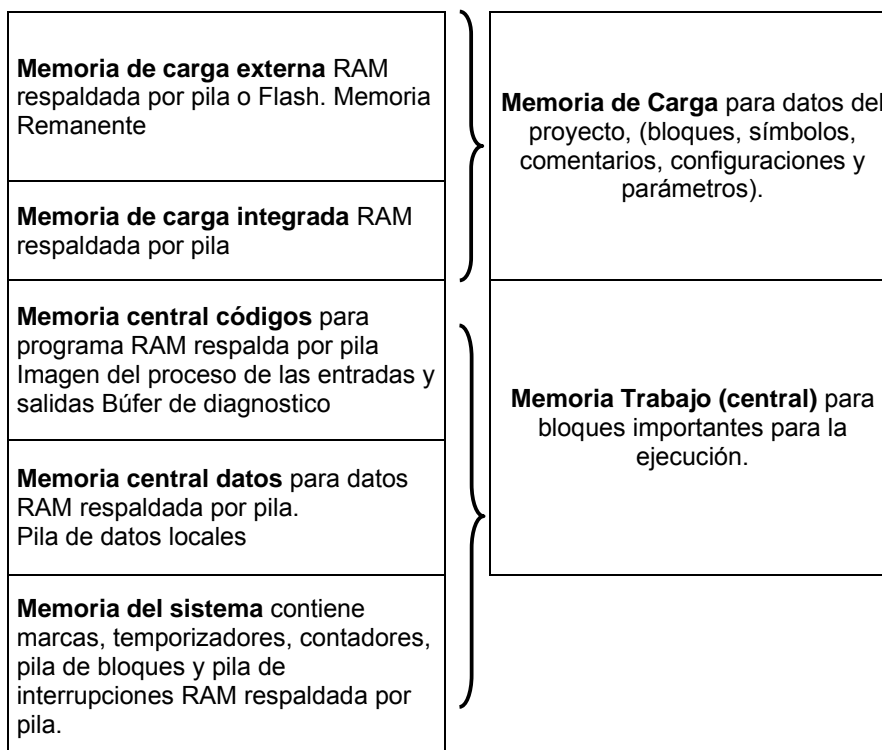 Memoria de carga externa RAM
respaldada por pila o Flash. Memoria
Remanente
Memoria de carga integrada RAM
respaldada por pila
Memoria central códigos para
programa RAM respalda por pila
Imagen del proceso de las entradas y
salidas Búfer de diagnostico
Memoria central datos para datos
RAM respaldada por pila.
Pila de datos locales
Memoria del sistema contiene
marcas, temporizadores, contadores,
pila de bloques y pila de
interrupciones RAM respaldada por
pila.
Memoria de Carga para datos del
proyecto, (bloques, símbolos,
comentarios, configuraciones y
parámetros).
Memoria Trabajo (central) para
bloques importantes para la
ejecución.